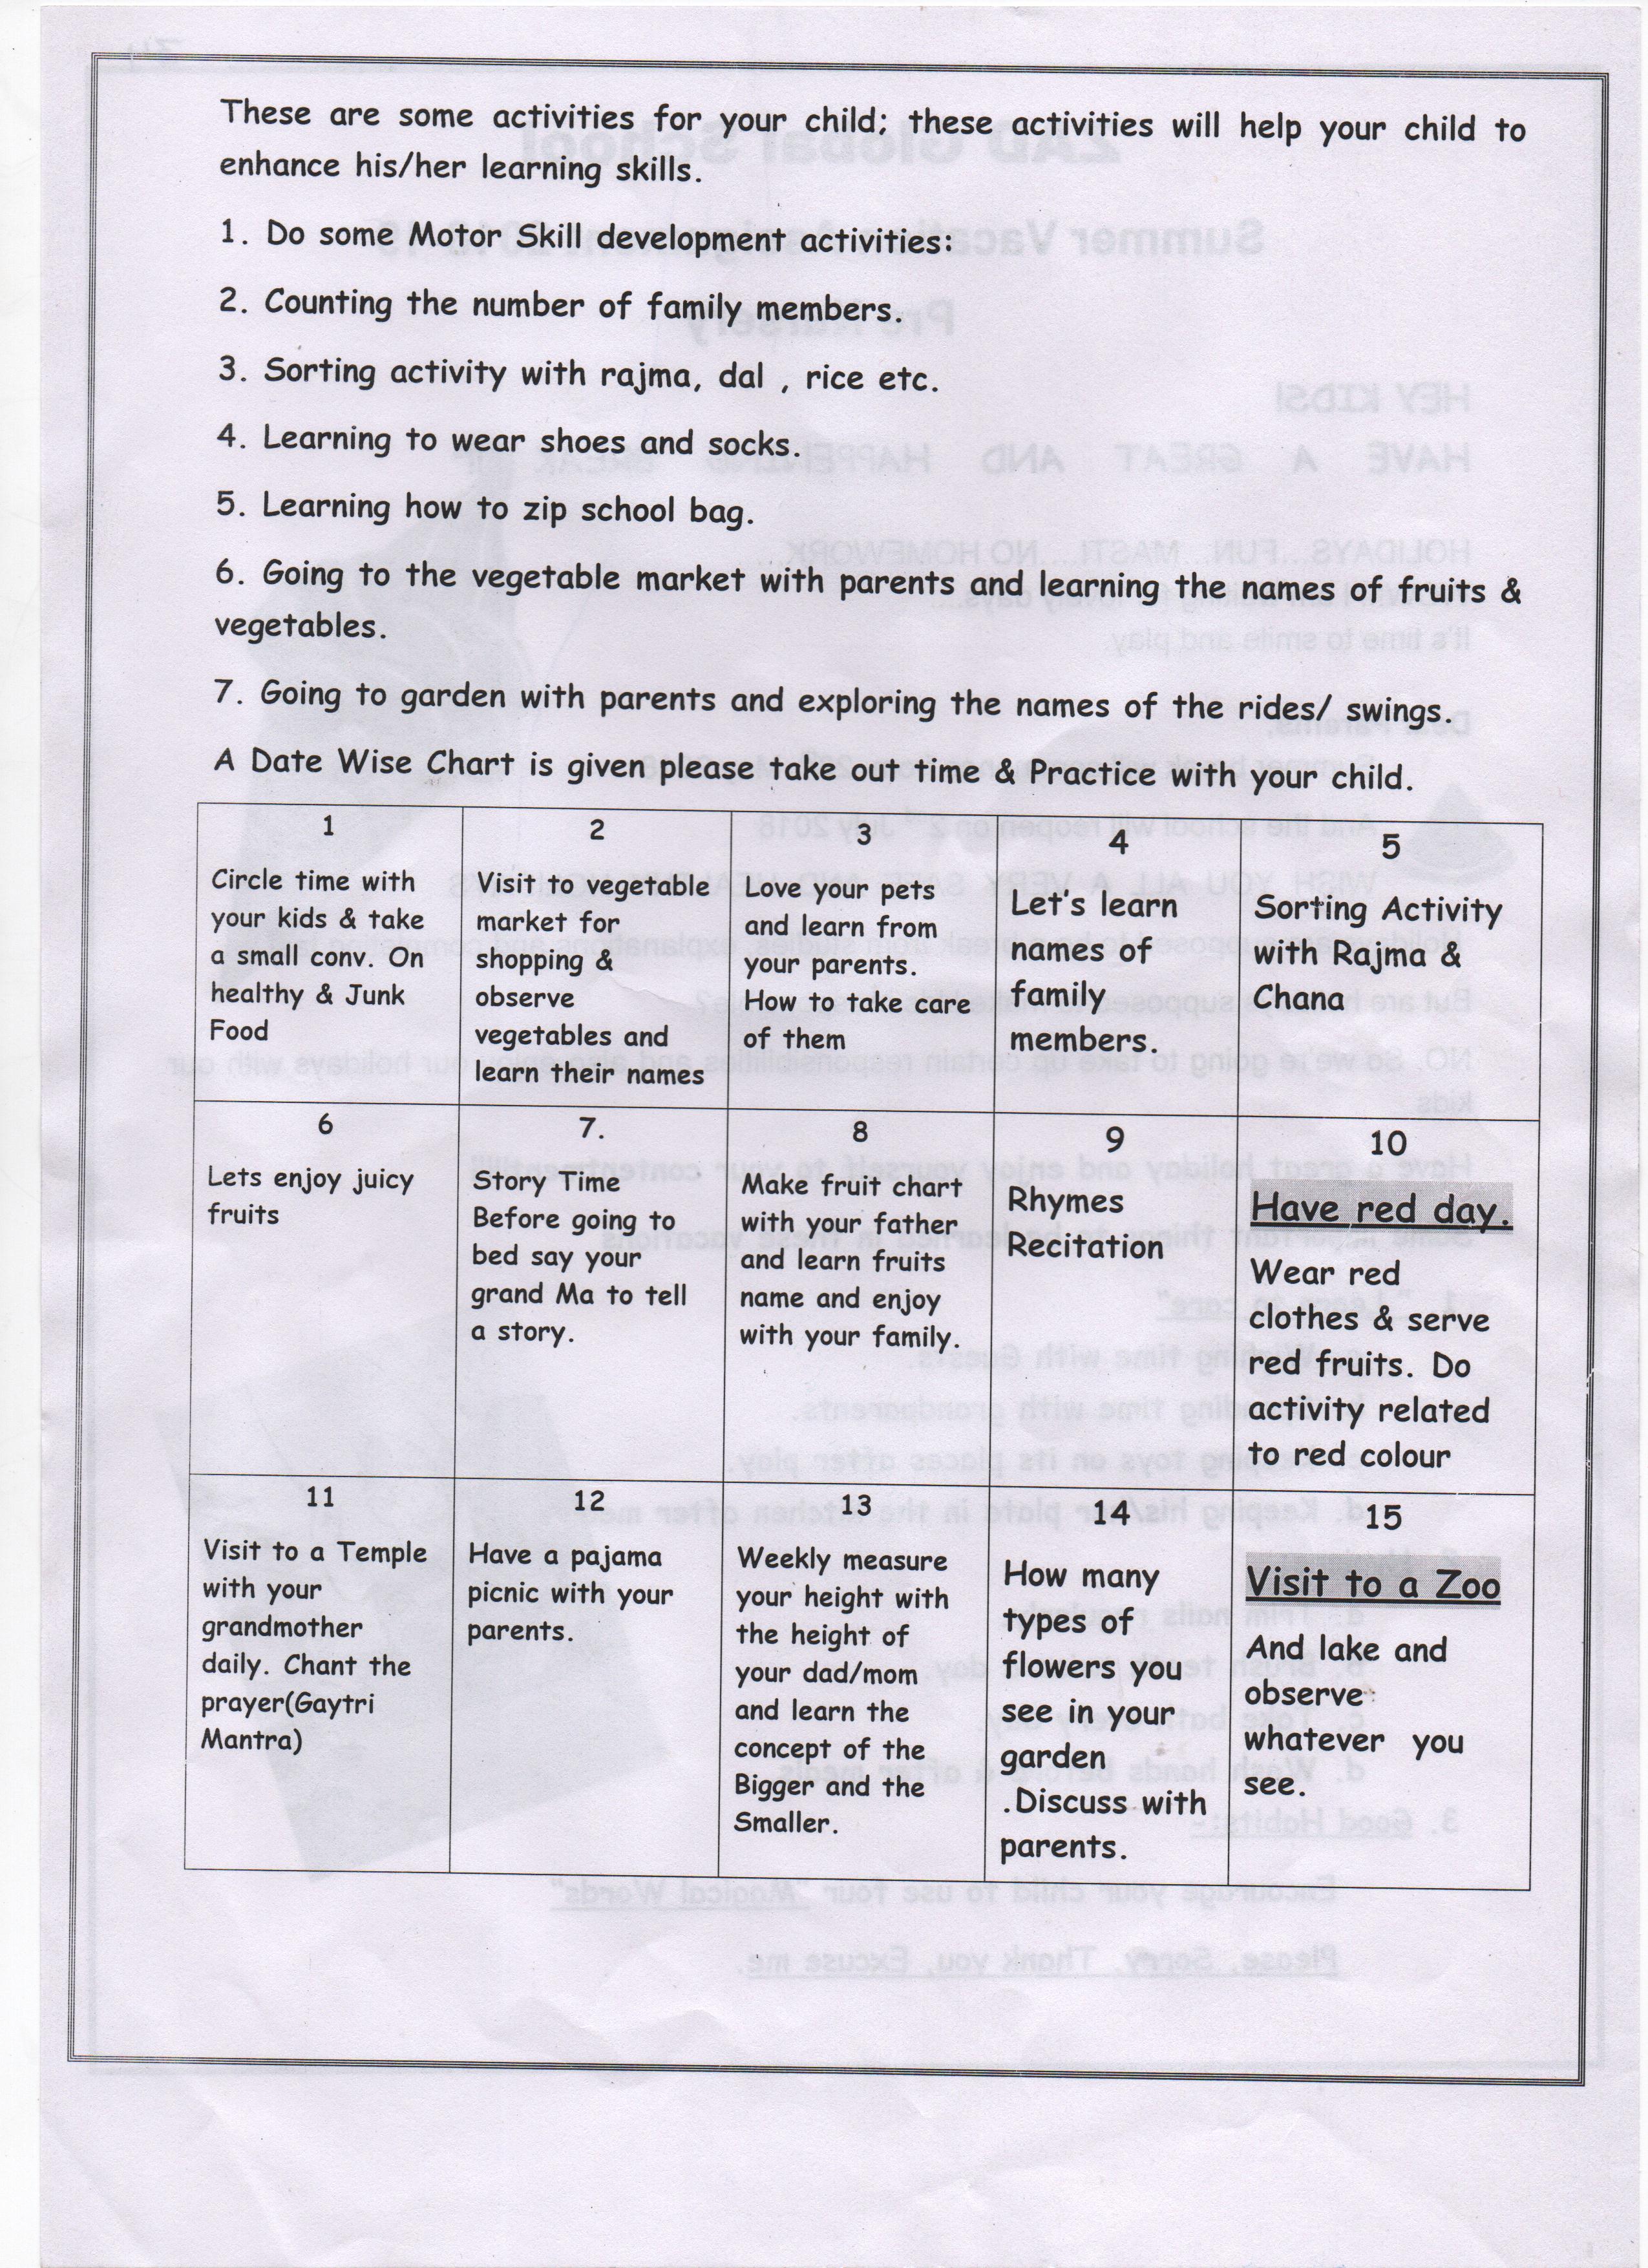 These are some activities for your child; these activities will help your child to
enhance his/her learning skills.
1. Do some Motor Skill development activities:
2. Counting the number of family members.
3. Sorting activity with rajma, dal , rice etc.
4. Learning to wear shoes and socks.
5. Learning how to zip school bag.
6. Going to the vegetable market with parents and learning the names of fruits &
vegetables.
7. Going to garden with parents and exploring the names of the rides/ swings.
A Date Wise Chart is given please take out time & Practice with your child.
1
Circle time with
your kids & take
a small conv. On
healthy & Junk
Food
2
Visit to vegetable
market for
shopping &
observe
vegetables and
learn their names
3
Love your pets
and learn from
your parents.
How to take care
of them
4
Let's learn
names of
family
members.
5
Sorting Activity
with Rajma &
Chana
6
Lets enjoy juicy
fruits
7.
Story Time
Before going to
bed say your
grand Ma to tell
a story.
8
Make fruit chart
with your father
and learn fruits
name and enjoy
with your family.
9
Rhymes
Recitation
10
Have red day.
Wear red
clothes & serve
red fruits. Do
activity related
to red colour
11
Visit to a Temple
with your
grandmother
daily. Chant the
prayer(Gaytri
Mantra)
12
Have a pajama
picnic with your
parents.
13
Weekly measure
your height with
the height of
your dad/mom
and learn the
concept of the
Bigger and the
Smaller.
14
How many
types of
flowers you
see in your
garden
.Discuss with
parents.
15
Visit to a Zoo
And lake and
observe
whatever you
see.